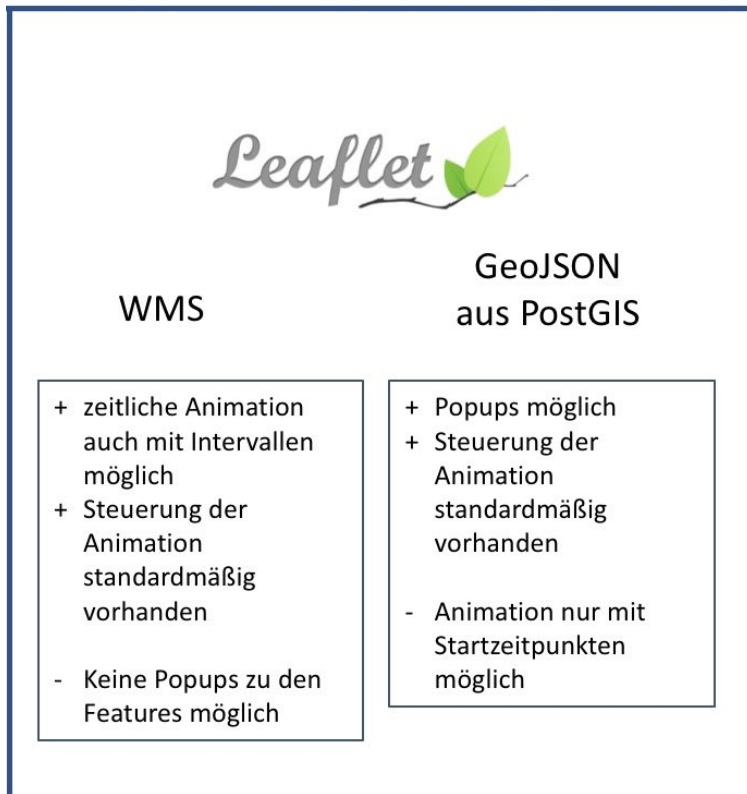 Leaflet
WMS
GeoJSON
aus PostGIS
+ zeitliche Animation
auch mit Intervallen
möglich
+ Steuerung der
Animation
standardmäßig
vorhanden
- Keine Popups zu den
Features möglich
+ Popups möglich
+ Steuerung der
Animation
standardmäßig
vorhanden
- Animation nur mit
Startzeitpunkten
möglich